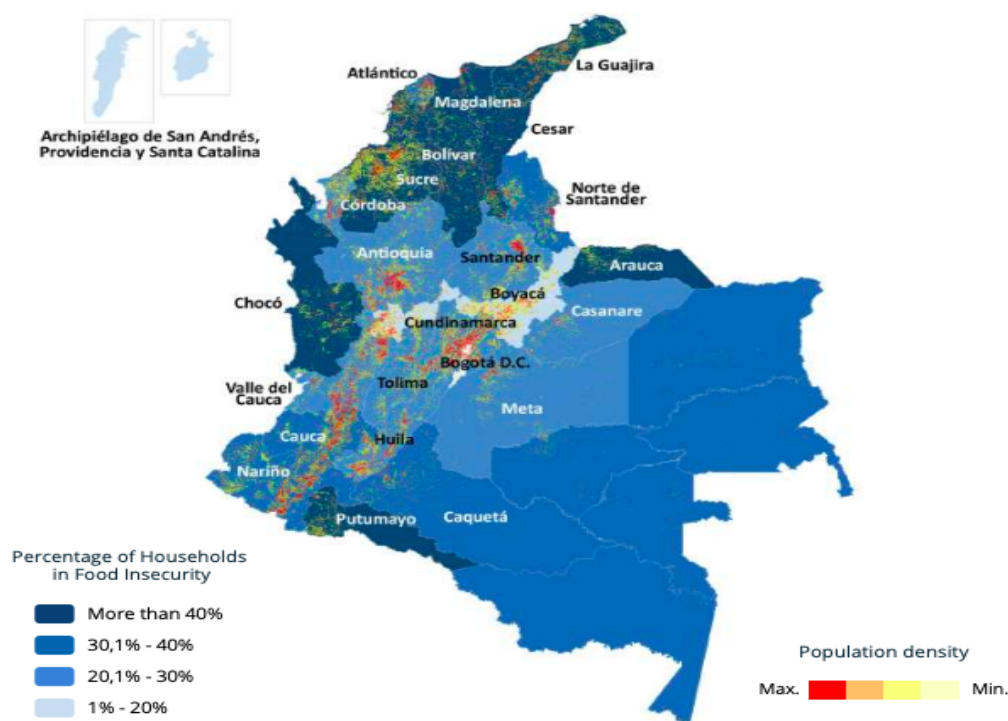 Archipiélago de San Andrés,
Providencia y Santa Catalina
La Guajira
Atlántico
Magdalena
Cesar
Bolívar
Sucre
Norte de
Santander
Córdoba
Antioquia
Santander
Arauca
Chocó
Boyacá
Casanare
Cundinamarca
Bogotá D.C.
Valle del
Cauca
Tolima
Meta
Cauca
Huila
Nariño
Putumayo
Caquetá
Percentage of Households
in Food Insecurity
More than 40%
30,1% - 40%
20,1% - 30%
1% - 20%
Population density
Max.
Min.